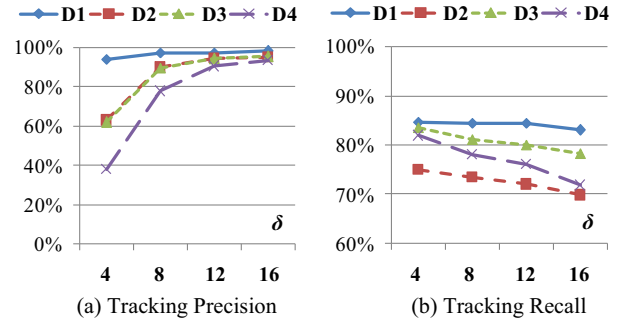 D1 D2 D3 D4
100%
80%
60%
40%
20%
0%
δ
4 8 12 16
(a) Tracking Precision
D1 D2 D3 D4
100%
90%
80%
70%
60%
δ
4 8 12 16
(b) Tracking Recall